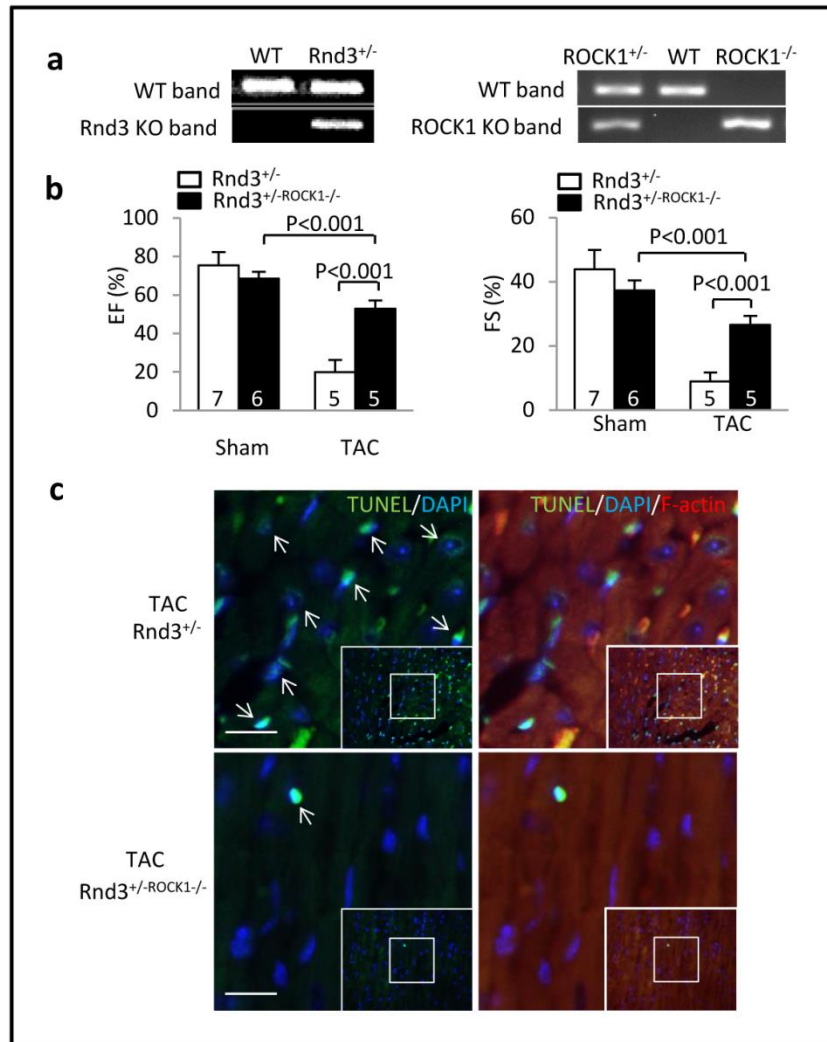 a
WT Rnd3+/-
WT band
Rnd3 KO band
ROCK1+/- WT ROCK1-/-
WT band
ROCK1 KO band
b
Rnd3+/-
Rnd3+/-ROCK1-/-
P<0.001
P<0.001
EF (%)
100
80
60
40
20
0
7 6 5 5
Sham TAC
Rnd3+/-
Rnd3+/-ROCK1-/-
P<0.001
P<0.001
FS (%)
60
40
20
0
7 6 5 5
Sham TAC
c
TUNEL/DAPI
TUNEL/DAPI/F-actin
TAC
Rnd3+/-
TAC
Rnd3+/-ROCK1-/-